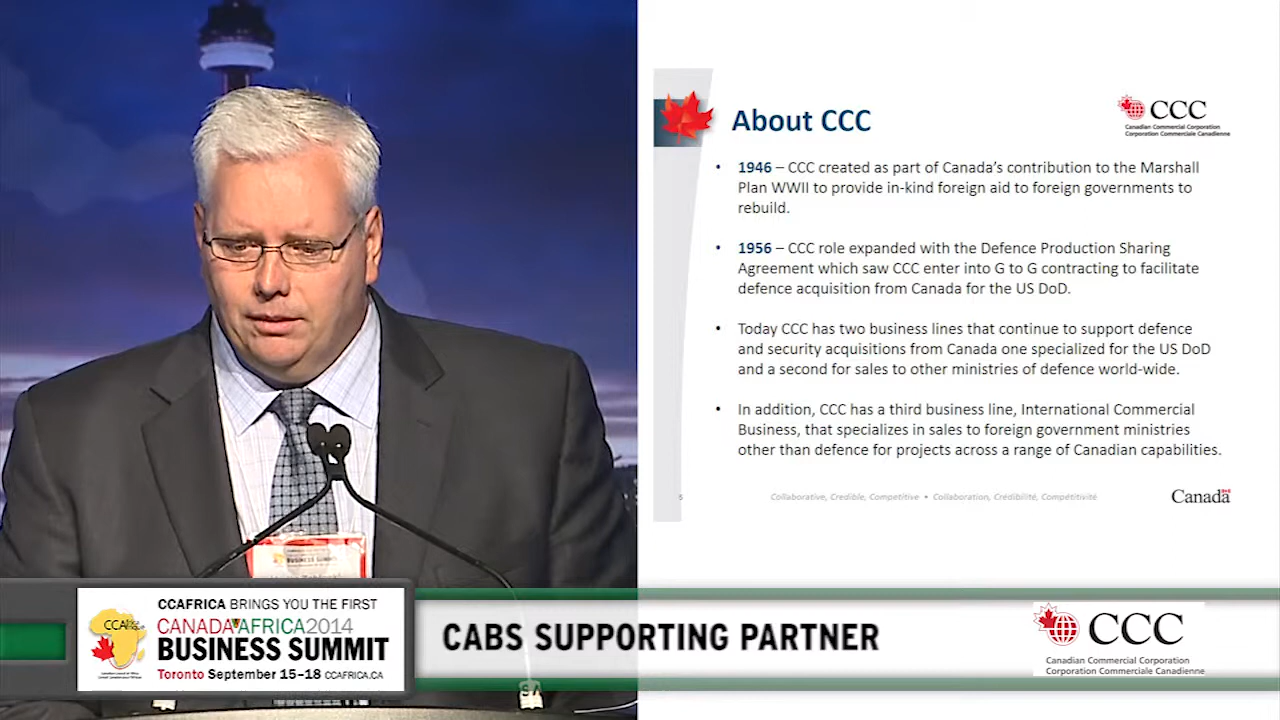 About CCC
CCC
Canadian Commercial Corporation
Corporation Commerciale Canadienne
• 1946 – CCC created as part of Canada's contribution to the Marshall
Plan WWII to provide in-kind foreign aid to foreign governments to
rebuild.
• 1956 – CCC role expanded with the Defence Production Sharing
Agreement which saw CCC enter into G to G contracting to facilitate
defence acquisition from Canada for the US DoD.
• Today CCC has two business lines that continue to support defence
and security acquisitions from Canada one specialized for the US DoD
and a second for sales to other ministries of defence world-wide.
• In addition, CCC has a third business line, International Commercial
Business, that specializes in sales to foreign government ministries
other than defence for projects across a range of Canadian capabilities.
5
Collaborative, Credible, Competitive • Collaboration, Crédibilité, Compétitivité
Canada
BUSINESS SUMMIT
CCAfrica
CCAFRICA BRINGS YOU THE FIRST
CANADA AFRICA2014
BUSINESS SUMMIT
Toronto September 15–18 CCAFRICA.CA
CABS SUPPORTING PARTNER
CCC
Canadian Commercial Corporation
Corporation Commerciale Canadienne